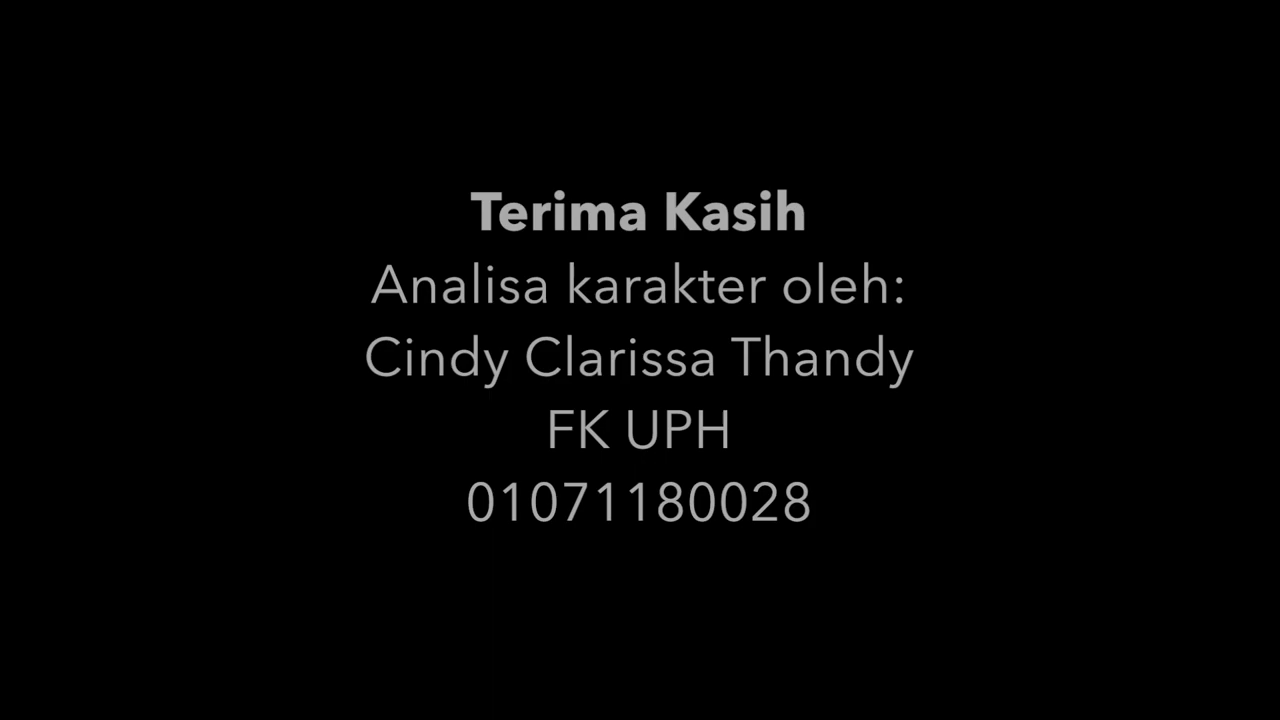 Terima Kasih
Analisa karakter oleh:
Cindy Clarissa Thandy
FK UPH
01071180028